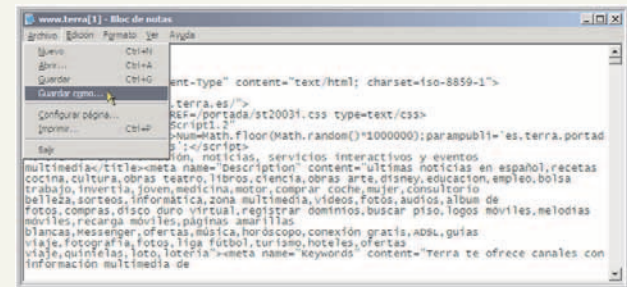 www.terra[1] - Bloc de notas
Archivo Edición Formato Ver Ayuda
Nuevo Ctrl+N
Abrir... Ctrl+A
Guardar Ctrl+G
Guardar como...
Configurar página...
Imprimir... Ctrl+P
Salir
ent-Type" content="text/html; charset=iso-8859-1">
.terra.es/">
REF=/portada/st2003i.css type=text/css>
Script1.2"
>Num=Math.floor(Math.random()*1000000);parampubli='es.terra.portad
s';</script>
ón, noticias, servicios interactivos y eventos
multimedia</title><meta name="Description" content="últimas noticias en español,recetas
cocina,cultura,obras teatro,libros,ciencia,obras arte,disney,educacion,empleo,bolsa
trabajo,invertia,joven,medicina,motor,comprar coche,mujer,consultorio
belleza,sorteos,informática,zona multimedia,videos,fotos,audios,album de
fotos,compras,disco duro virtual,registrar dominios,buscar piso,logos móviles,melodias
móviles,recarga móviles,páginas amarillas
blancas,Messenger,ofertas,música,horóscopo,conexión gratis,ADSL,guias
viaje,fotografía,fotos,liga fútbol,turismo,hoteles,ofertas
viaje,quinielas,loto,lotería"><meta name="Keywords" content="Terra te ofrece canales con
información multimedia de